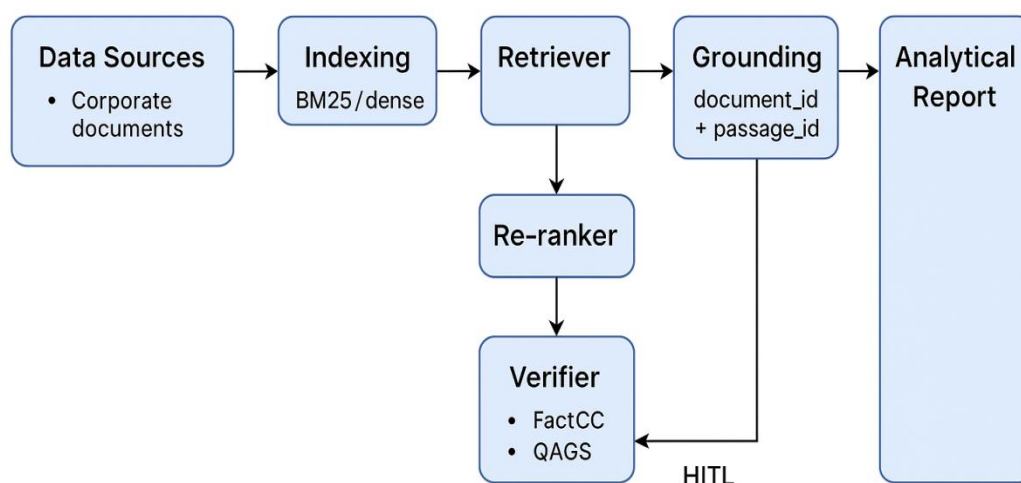 Data Sources
• Corporate
documents
Indexing
BM25/dense
Retriever
Grounding
document_id
+ passage_id
Analytical
Report
Re-ranker
Verifier
• FactCC
• QAGS
HITL